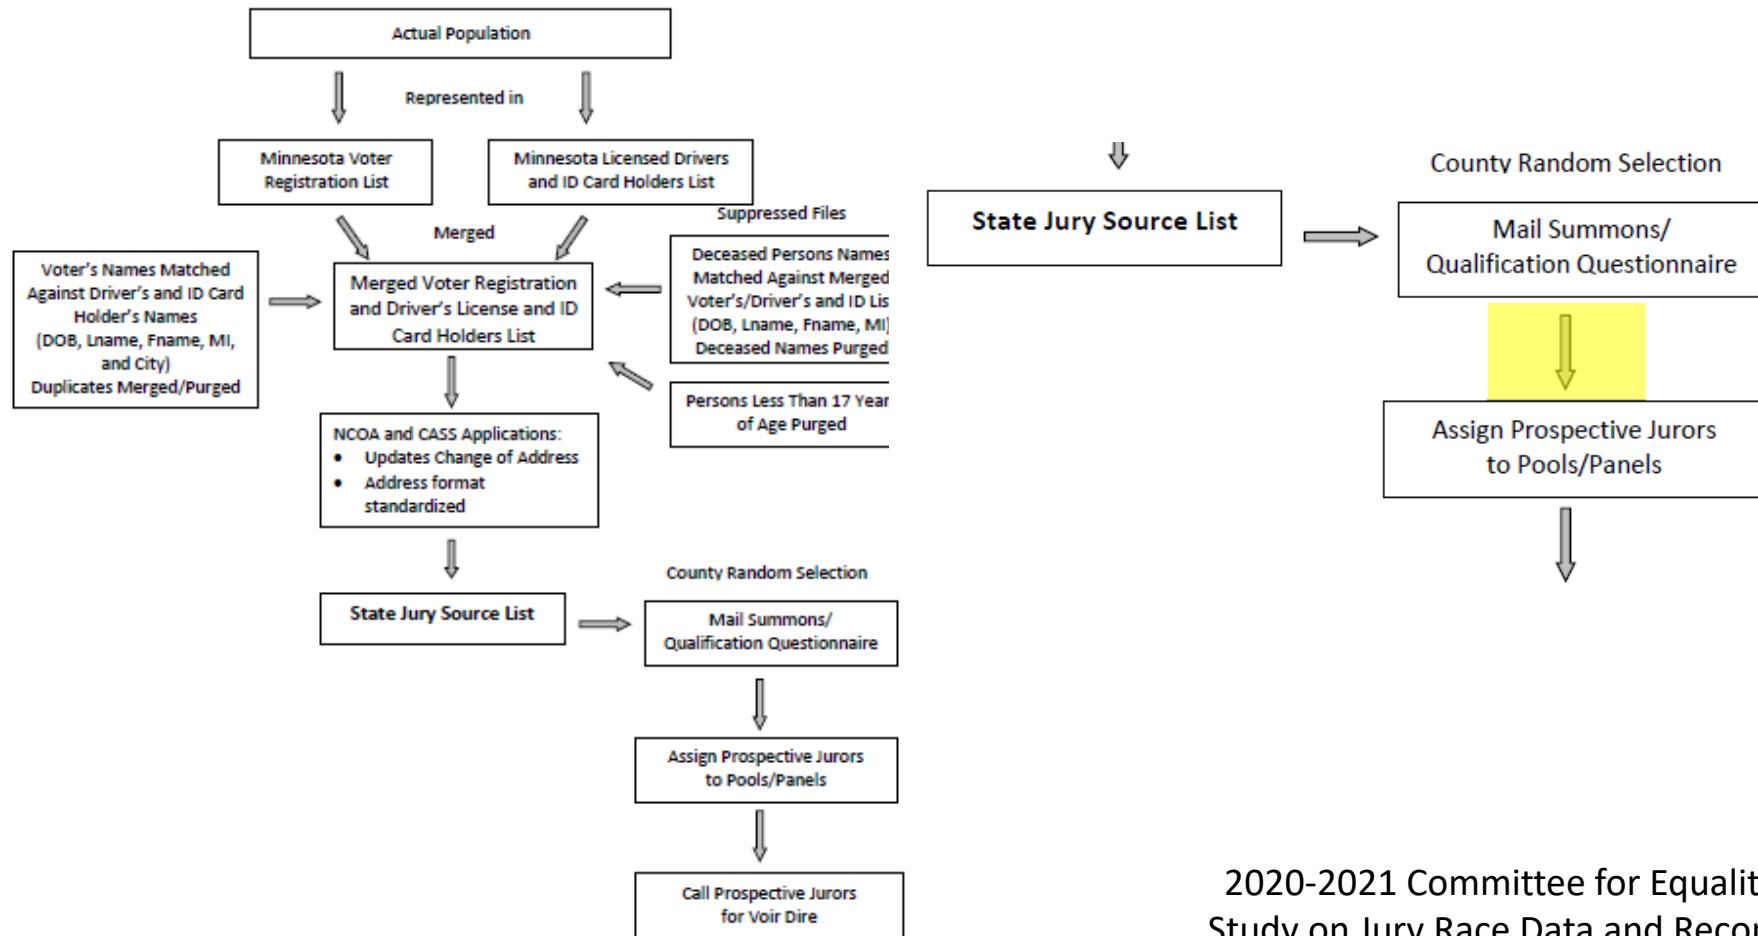 Actual Population
Represented in
Minnesota Voter
Registration List
Minnesota Licensed Drivers
and ID Card Holders List
Merged
Suppressed Files
Voter's Names Matched
Against Driver's and ID Card
Holder's Names
(DOB, Lname, Fname, MI,
and City)
Duplicates Merged/Purged
Merged Voter Registration
and Driver's License and ID
Card Holders List
Deceased Persons Names
Matched Against Merged
Voter's/Driver's and ID Lis
(DOB, Lname, Fname, MI)
Deceased Names Purged
Persons Less Than 17 Year
of Age Purged
NCOA and CASS Applications:
• Updates Change of Address
• Address format
standardized
State Jury Source List
County Random Selection
Mail Summons/
Qualification Questionnaire
Assign Prospective Jurors
to Pools/Panels
Call Prospective Jurors
for Voir Dire
State Jury Source List
County Random Selection
Mail Summons/
Qualification Questionnaire
Assign Prospective Jurors
to Pools/Panels
2020-2021 Committee for Equalit
Study on Jury Race Data and Recor